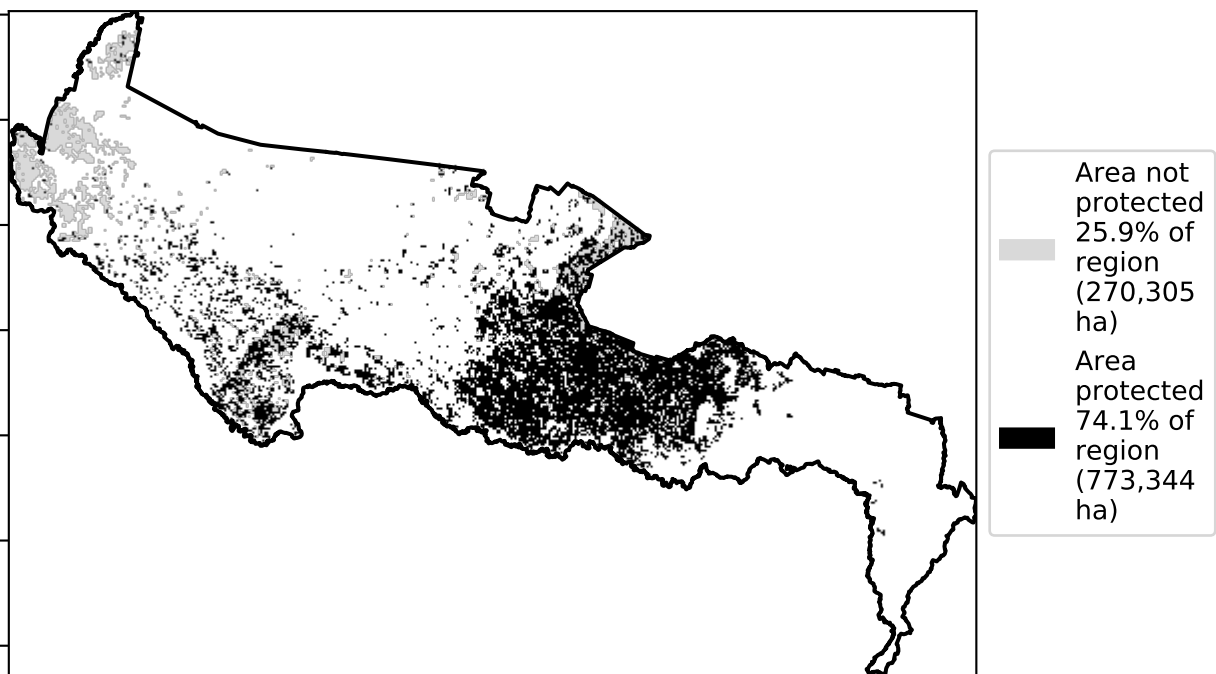 Area not
protected
25.9% of
region
(270,305
ha)
Area
protected
74.1% of
region
(773,344
ha)